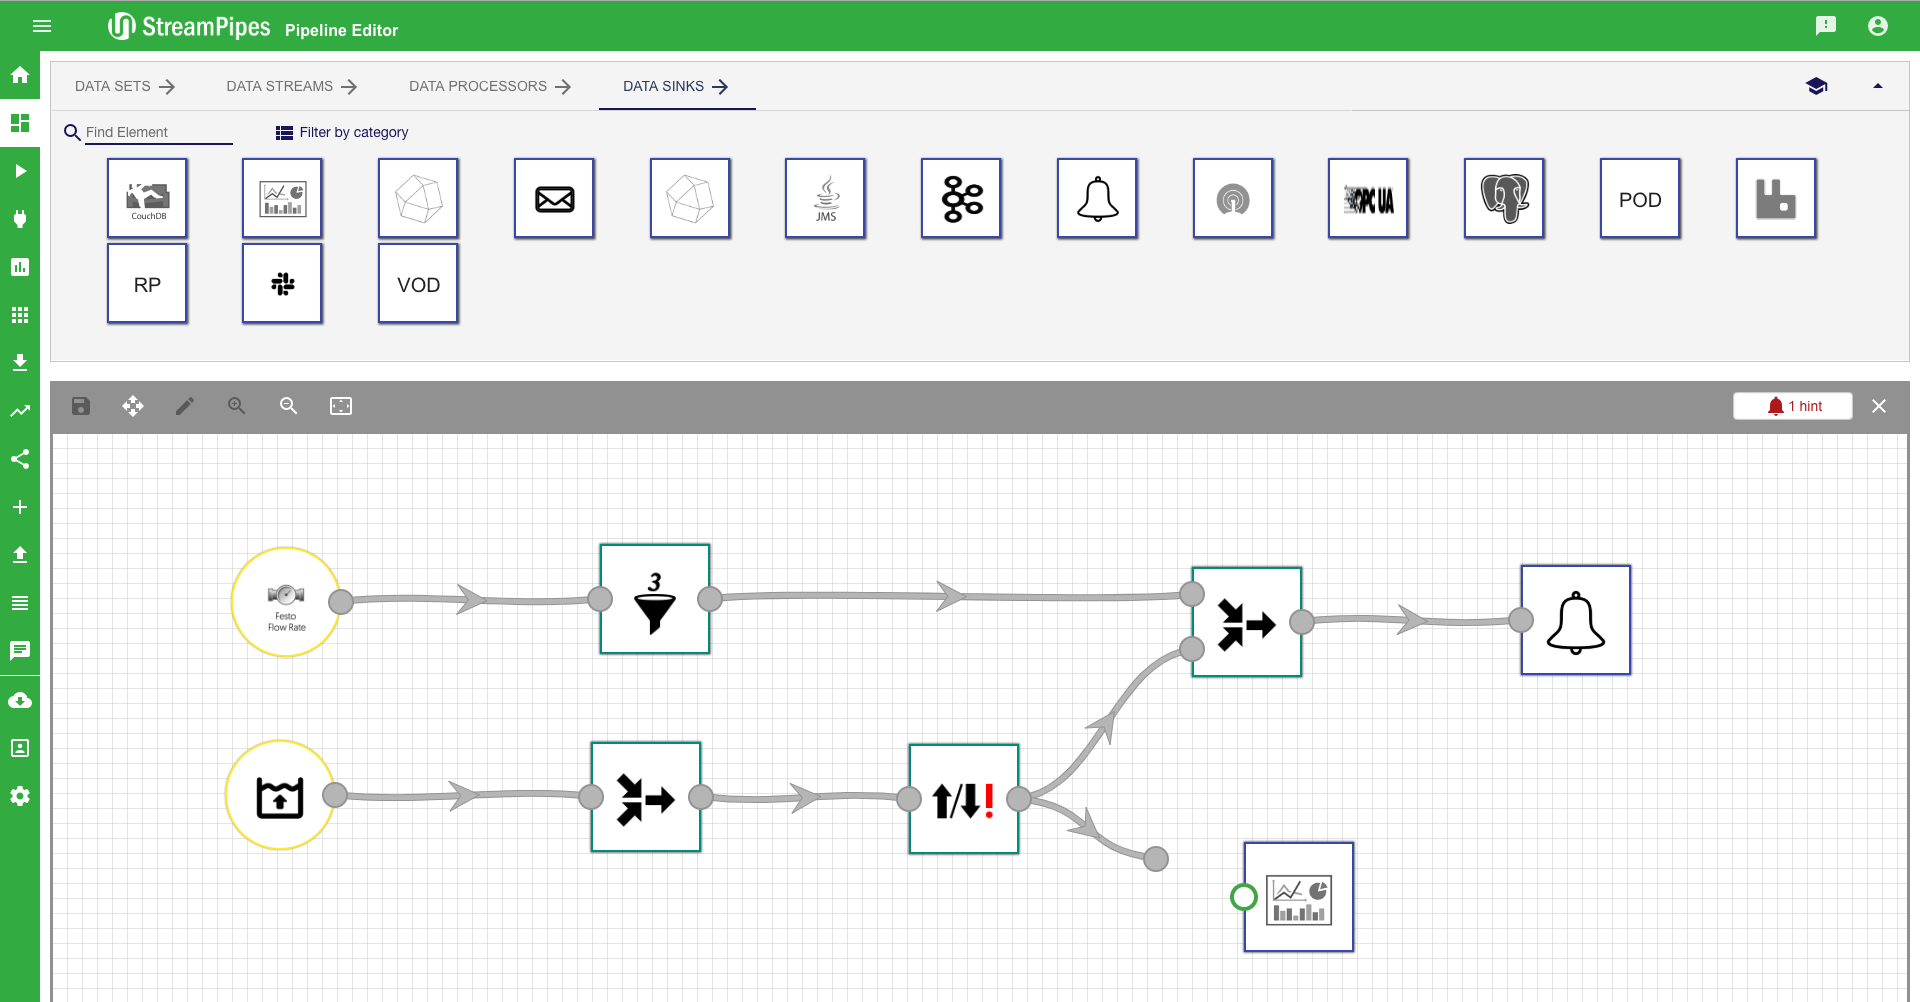 StreamPipes Pipeline Editor
DATA SETS
DATA STREAMS
DATA PROCESSORS
DATA SINKS
Find Element
Filter by category
CouchDB
JMS
OPC UA
POD
RP
VOD
1 hint
Festo
Flow Rate
3